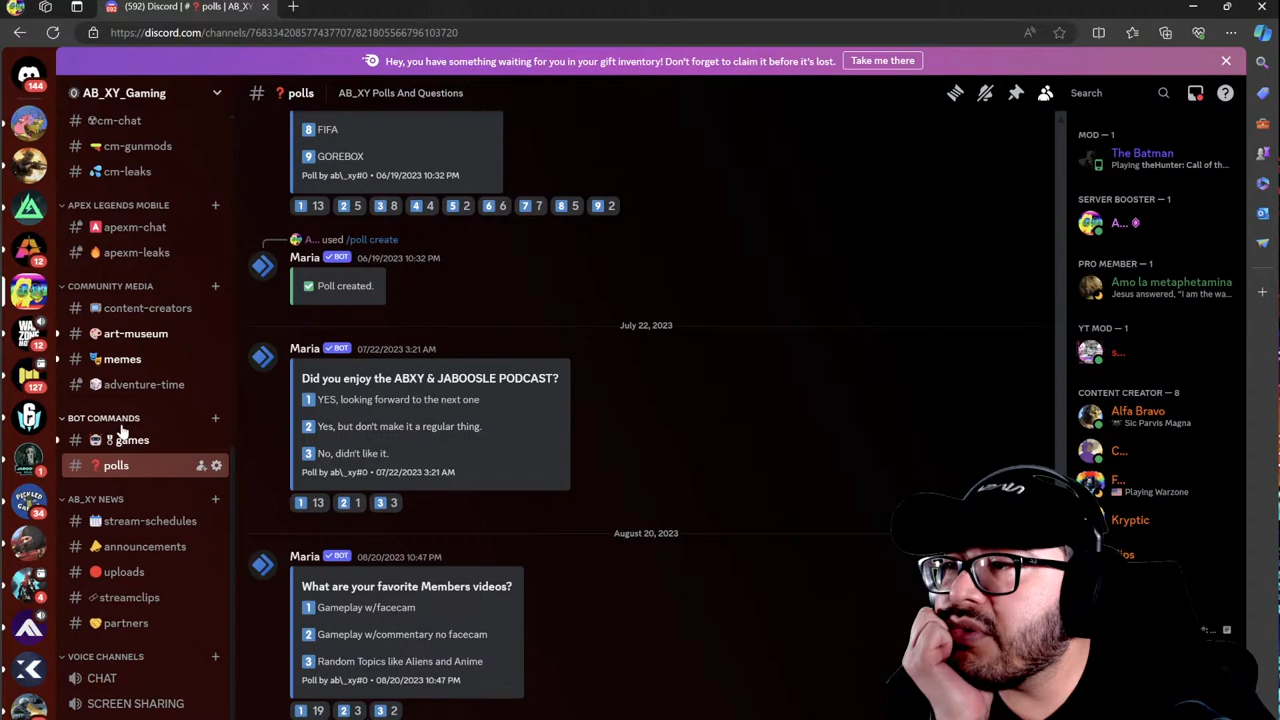 (592) Discord | # ❓polls | AB_XY
https://discord.com/channels/768334208577437707/821805566796103720
Hey, you have something waiting for you in your gift inventory! Don't forget to claim it before it's lost.
Take me there
AB_XY_Gaming
# ❓polls
AB_XY Polls And Questions
Search
144
12
12
127
1
34
4
cm-chat
cm-gunmods
cm-leaks
APEX LEGENDS MOBILE
apexm-chat
apexm-leaks
COMMUNITY MEDIA
content-creators
art-museum
memes
adventure-time
BOT COMMANDS
games
polls
AB_XY NEWS
stream-schedules
announcements
uploads
streamclips
partners
VOICE CHANNELS
CHAT
SCREEN SHARING
8 FIFA
9 GOREBOX
Poll by ab\_xy#0 • 06/19/2023 10:32 PM
1 13 2 5 3 8 4 4 5 2 6 6 7 7 8 5 9 2
A... used /poll create
Maria ✓ BOT 06/19/2023 10:32 PM
✅ Poll created.
July 22, 2023
Maria ✓ BOT 07/22/2023 3:21 AM
Did you enjoy the ABXY & JABOOSLE PODCAST?
1 YES, looking forward to the next one
2 Yes, but don't make it a regular thing.
3 No, didn't like it.
Poll by ab\_xy#0 • 07/22/2023 3:21 AM
1 13 2 1 3 3
August 20, 2023
Maria ✓ BOT 08/20/2023 10:47 PM
What are your favorite Members videos?
1 Gameplay w/facecam
2 Gameplay w/commentary no facecam
3 Random Topics like Aliens and Anime
Poll by ab\_xy#0 • 08/20/2023 10:47 PM
1 19 2 3 3 2
MOD — 1
The Batman
Playing theHunter: Call of th...
SERVER BOOSTER — 1
A...
PRO MEMBER — 1
Amo la metaphetamina
Jesus answered, "I am the wa...
YT MOD — 1
s...
CONTENT CREATOR — 8
Alfa Bravo
Sic Parvis Magna
C...
F...
Playing Warzone
Kryptic